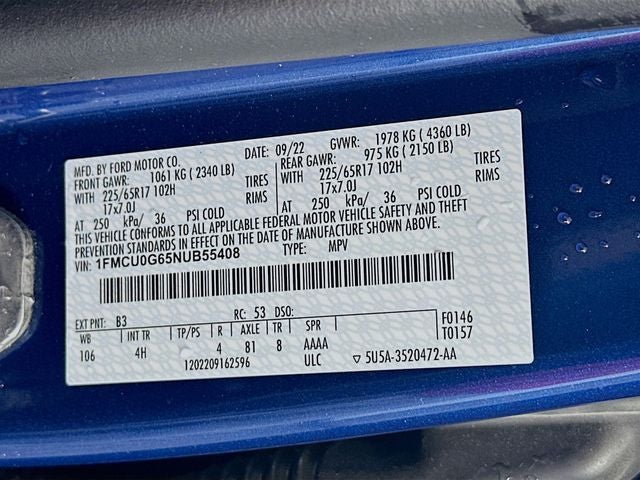 MFD. BY FORD MOTOR CO. DATE: 09/22 GVWR: 1978 KG ( 4360 LB)
FRONT GAWR: 1061 KG ( 2340 LB) REAR GAWR: 975 KG ( 2150 LB)
WITH 225/65R17 102H TIRES WITH 225/65R17 102H TIRES
17x7.0J RIMS 17x7.0J RIMS
AT 250 kPa/ 36 PSI COLD AT 250 kPa/ 36 PSI COLD
THIS VEHICLE CONFORMS TO ALL APPLICABLE FEDERAL MOTOR VEHICLE SAFETY AND THEFT
PREVENTION STANDARDS IN EFFECT ON THE DATE OF MANUFACTURE SHOWN ABOVE.
VIN: 1FMCU0G65NUB55408 TYPE: MPV
EXT PNT: B3 RC: 53 DSO: F0146
WB INT TR TP/PS R AXLE TR SPR T0157
106 4H 4 81 8 AAAA
1202209162596 ULC ▽ 5U5A-3520472-AA